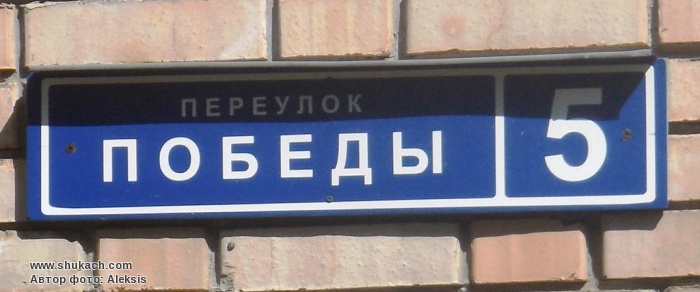 ПЕРЕУЛОК
ПОБЕДЫ
5
www.shukach.com
Автор фото: Aleksis